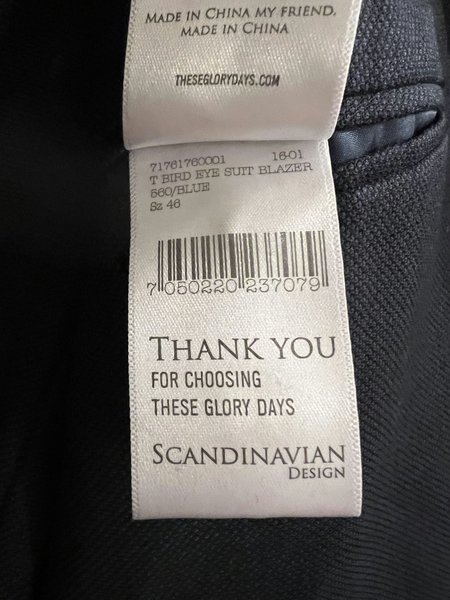 MADE IN CHINA MY FRIEND.
MADE IN CHINA
THESEGLORYDAYS.COM
71761760001 16-01
T BIRD EYE SUIT BLAZER
560/BLUE
Sz 46
7 050220 237079
THANK YOU
FOR CHOOSING
THESE GLORY DAYS
SCANDINAVIAN
DESIGN